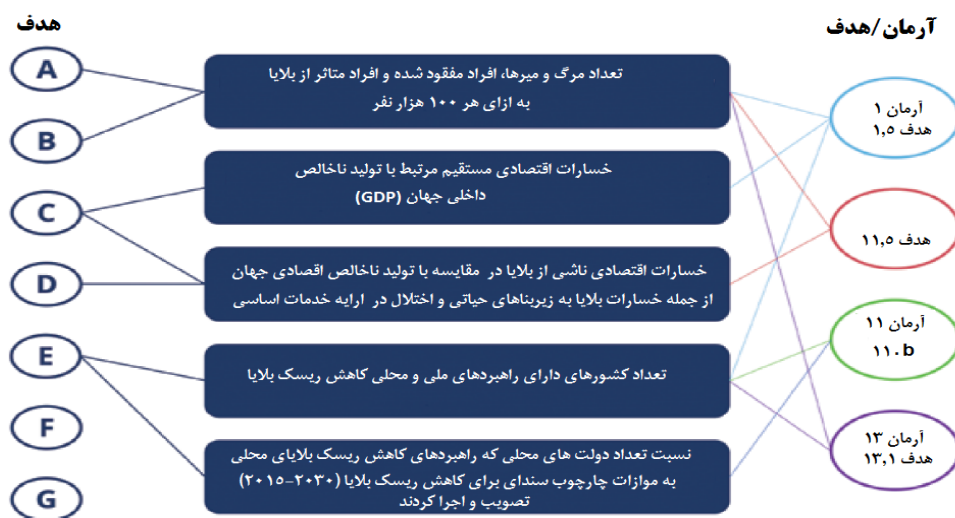 هدف
آرمان/هدف
A
B
C
D
E
F
G
تعداد مرگ و میرها، افراد مفقود شده و افراد متاثر از بلایا
به ازای هر ۱۰۰ هزار نفر
خسارات اقتصادی مستقیم مرتبط با تولید ناخالص
داخلی جهان (GDP)
خسارات اقتصادی ناشی از بلایا در مقایسه با تولید ناخالص اقصادی جهان
از جمله خسارات بلایا به زیربناهای حیاتی و اختلال در ارایه خدمات اساسی
تعداد کشورهای دارای راهبردهای ملی و محلی کاهش ریسک بلایا
نسبت تعداد دولت های محلی که راهبردهای کاهش ریسک بلایای محلی
به موازات چارچوب سندای برای کاهش ریسک بلایا (۲۰۳۰-۲۰۱۵)
تصویب و اجرا کردند
آرمان ۱
هدف ۱,۵
هدف ۱۱,۵
آرمان ۱۱
۱۱.b
آرمان ۱۳
هدف ۱۳,۱